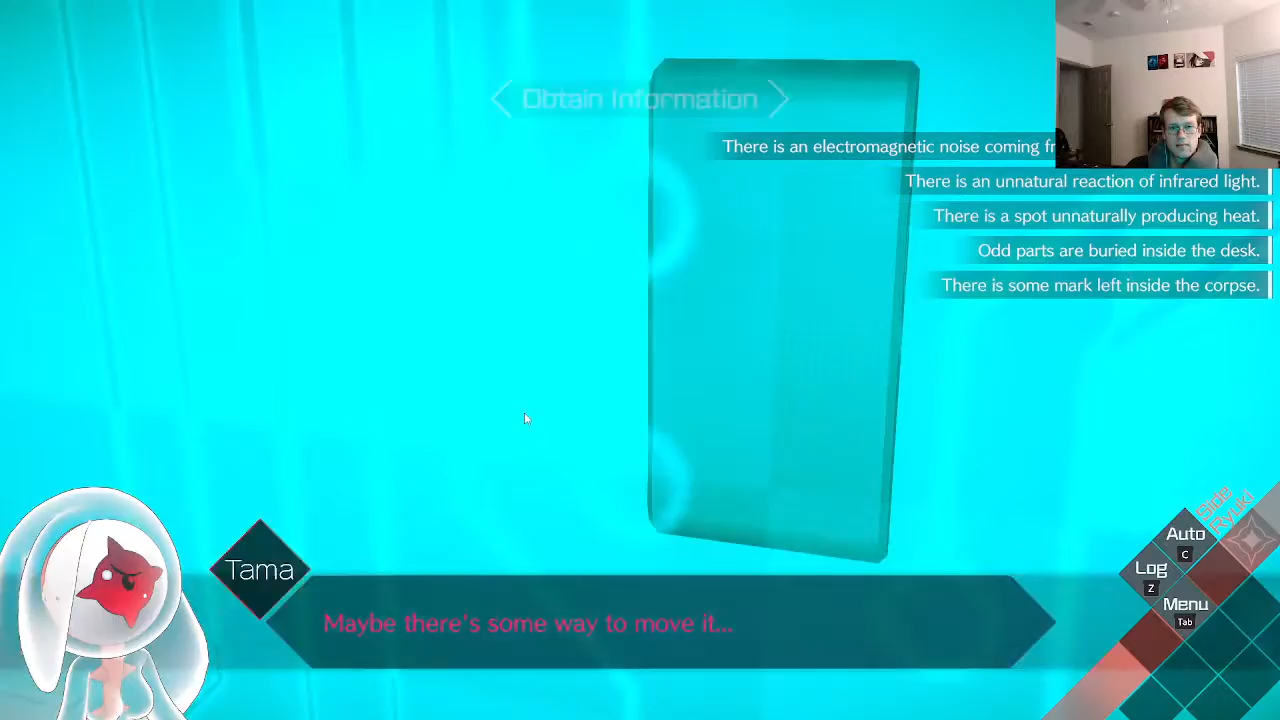 Obtain Information
There is an electromagnetic noise coming
There is an unnatural reaction of infrared light.
There is a spot unnaturally producing heat.
Odd parts are buried inside the desk.
There is some mark left inside the corpse.
Side
Ryuki
Auto
C
Log
Z
Menu
Tab
Tama
Maybe there's some way to move it...